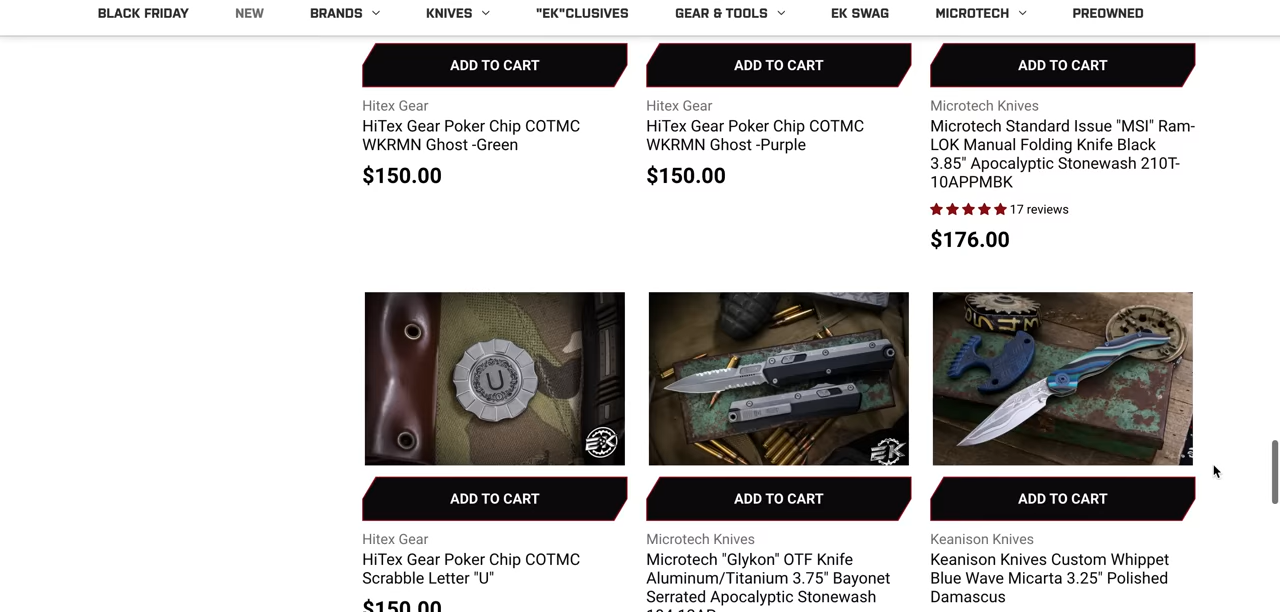 BLACK FRIDAY NEW BRANDS KNIVES "EK"CLUSIVES GEAR & TOOLS EK SWAG MICROTECH PREOWNED
ADD TO CART ADD TO CART ADD TO CART
Hitex Gear
HiTex Gear Poker Chip COTMC
WKRMN Ghost -Green
$150.00
Hitex Gear
HiTex Gear Poker Chip COTMC
WKRMN Ghost -Purple
$150.00
Microtech Knives
Microtech Standard Issue "MSI" Ram-
LOK Manual Folding Knife Black
3.85" Apocalyptic Stonewash 210T-
10APPMBK
17 reviews
$176.00
U
EK
EK
ADD TO CART ADD TO CART ADD TO CART
Hitex Gear
HiTex Gear Poker Chip COTMC
Scrabble Letter "U"
$150.00
Microtech Knives
Microtech "Glykon" OTF Knife
Aluminum/Titanium 3.75" Bayonet
Serrated Apocalyptic Stonewash
Keanison Knives
Keanison Knives Custom Whippet
Blue Wave Micarta 3.25" Polished
Damascus